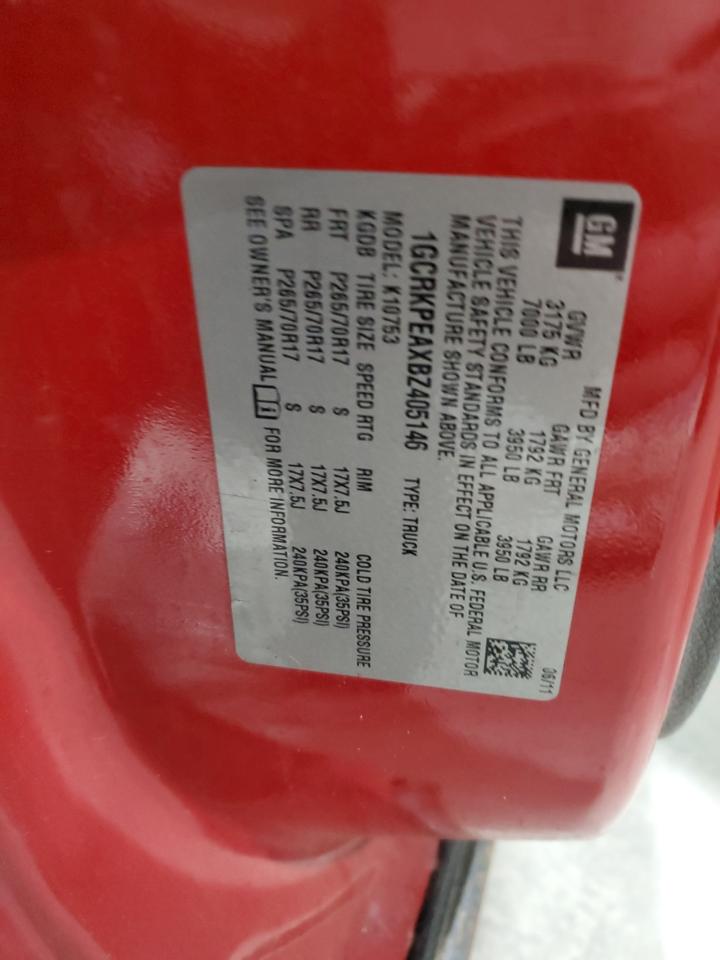 GM
MFD BY GENERAL MOTORS LLC 06/11
GVWR GAWR FRT GAWR RR
3175 KG 1792 KG 1792 KG
7000 LB 3950 LB 3950 LB
THIS VEHICLE CONFORMS TO ALL APPLICABLE U.S. FEDERAL MOTOR
VEHICLE SAFETY STANDARDS IN EFFECT ON THE DATE OF
MANUFACTURE SHOWN ABOVE.
1GCRKPEAXBZ405146 TYPE: TRUCK
MODEL: K10753
KGDB TIRE SIZE SPEED RTG RIM COLD TIRE PRESSURE
FRT P265/70R17 S 17X7.5J 240KPA(35PSI)
RR P265/70R17 S 17X7.5J 240KPA(35PSI)
SPA P265/70R17 S 17X7.5J 240KPA(35PSI)
SEE OWNER'S MANUAL FOR MORE INFORMATION.